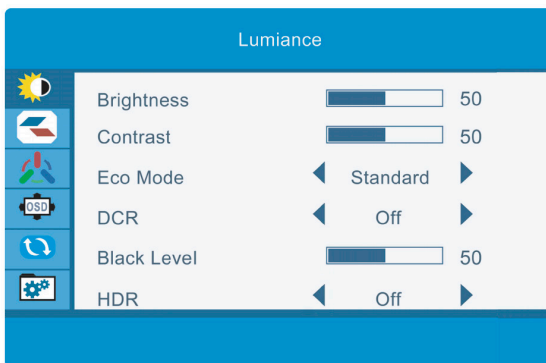 Lumiance
Brightness 50
Contrast 50
Eco Mode Standard
OSD
DCR Off
Black Level 50
HDR Off